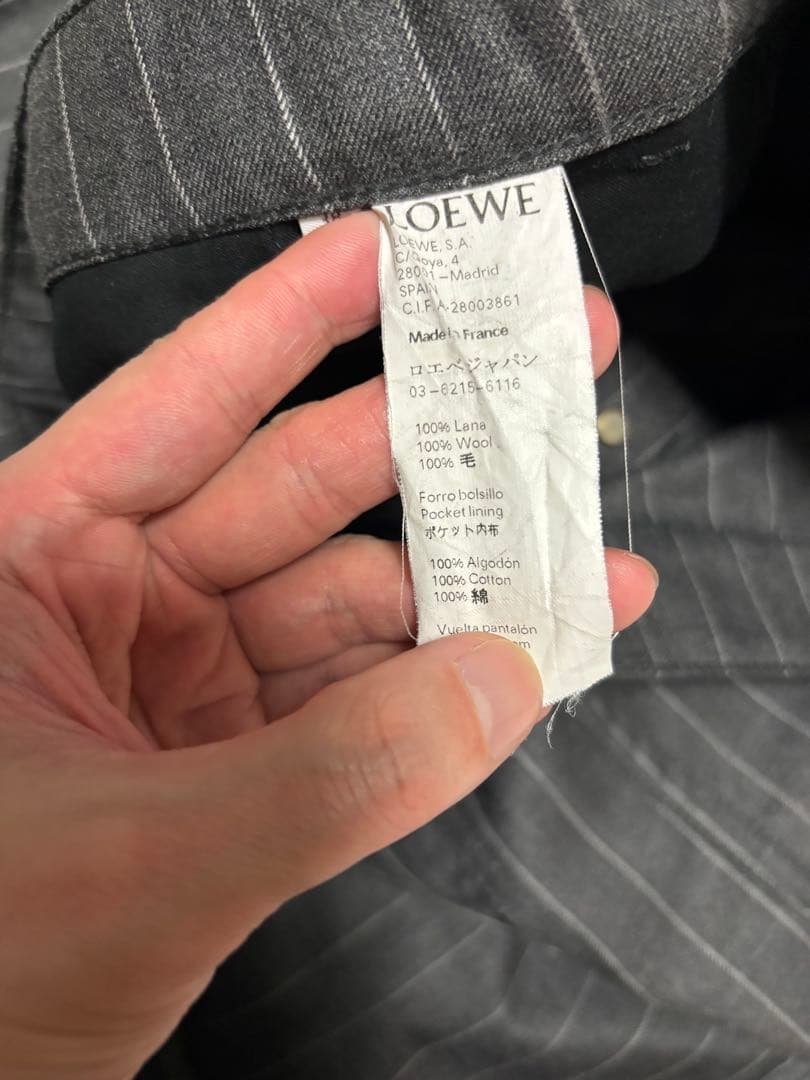 LOEWE
LOEWE, S.A.
C/Goya, 4
28001-Madrid
SPAIN
C.I.F. A-28003861
Made in France
ロエベジャパン
03-6215-6116
100% Lana
100% Wool
100% 毛
Forro bolsillo
Pocket lining
ポケット内布
100% Algodón
100% Cotton
100% 綿
Vuelta pantalón